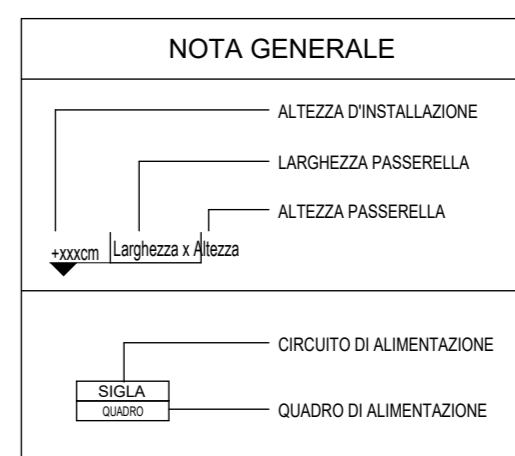 NOTA GENERALE
ALTEZZA D'INSTALLAZIONE
LARGHEZZA PASSERELLA
ALTEZZA PASSERELLA
+xxxcm Larghezza x Altezza
CIRCUITO DI ALIMENTAZIONE
SIGLA
QUADRO
QUADRO DI ALIMENTAZIONE